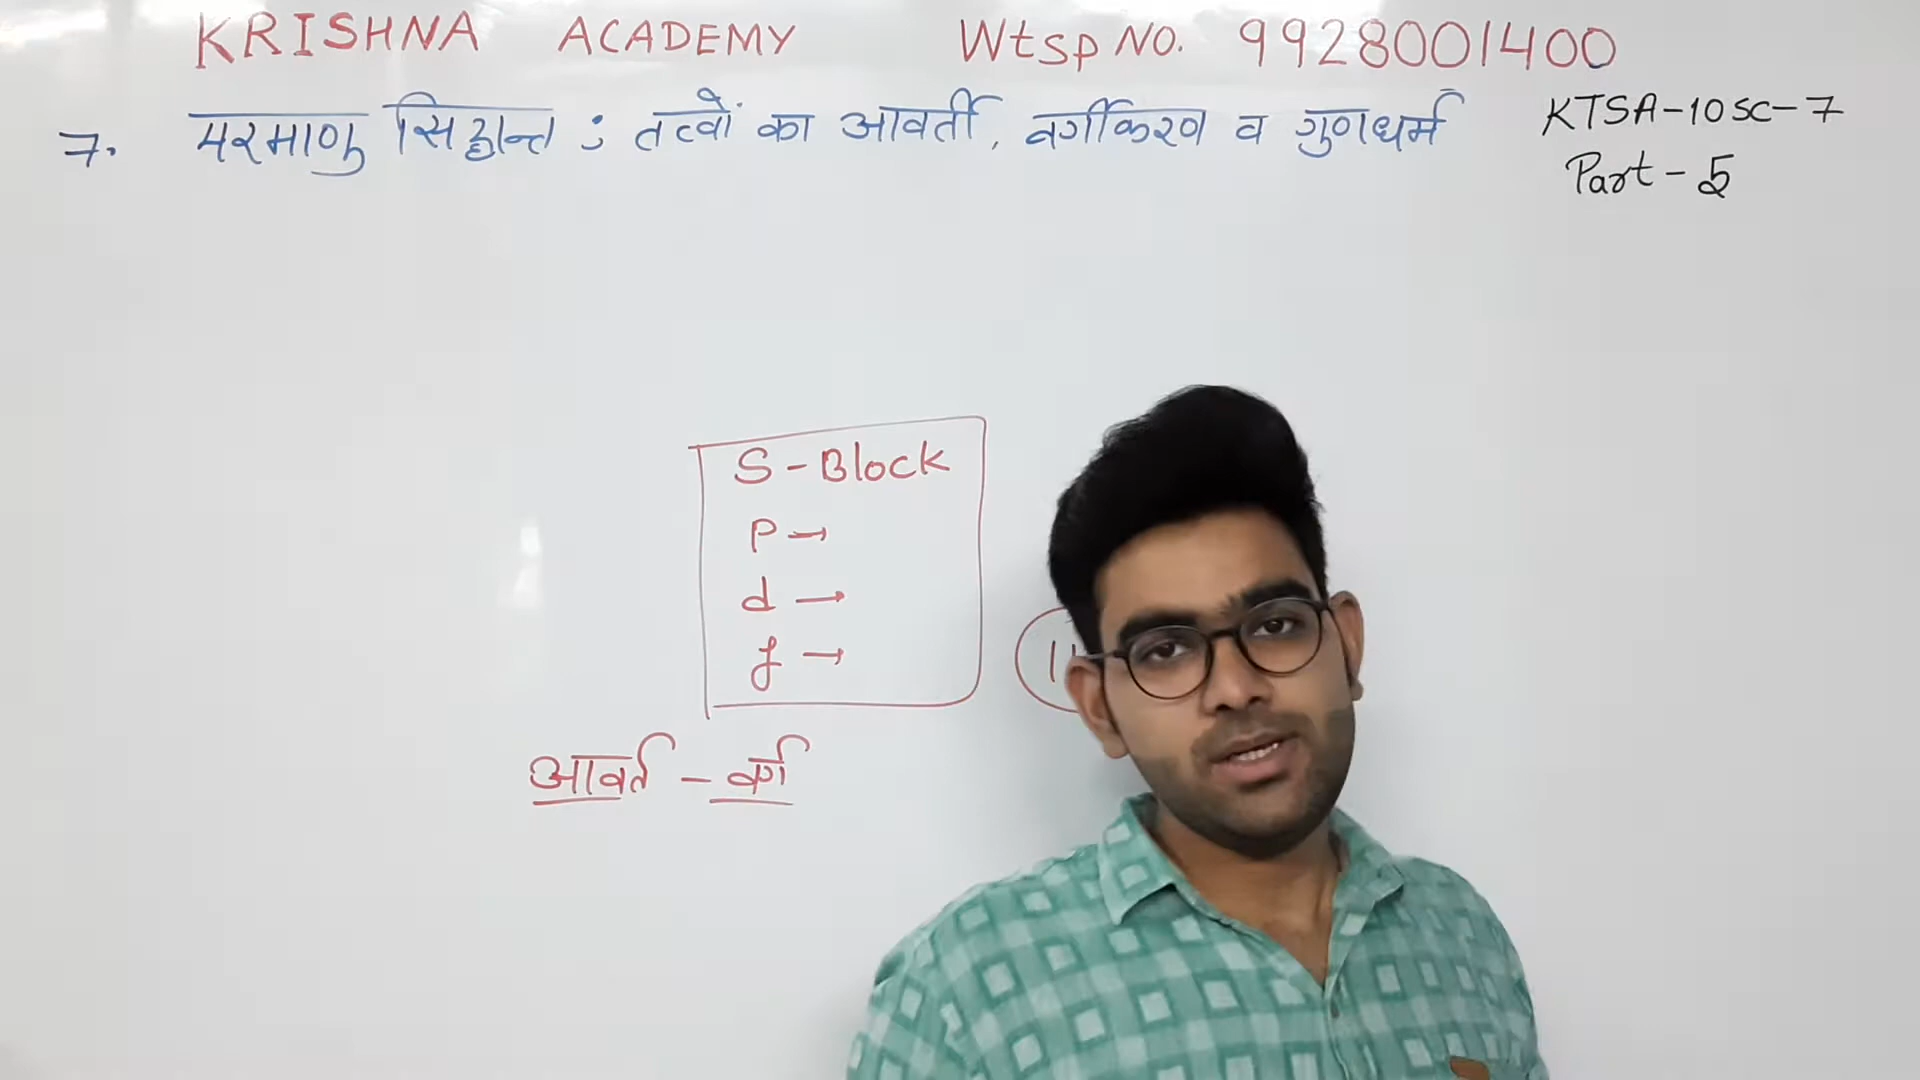 KRISHNA ACADEMY Wtsp NO. 9928001400
7. परमाणु सिद्धान्त : तत्वों का आवर्ती, वर्गीकरण व गुणधर्म
KTSA-10SC-7
Part-5
S-Block
P→
d→
f→
आवर्त - वर्ग